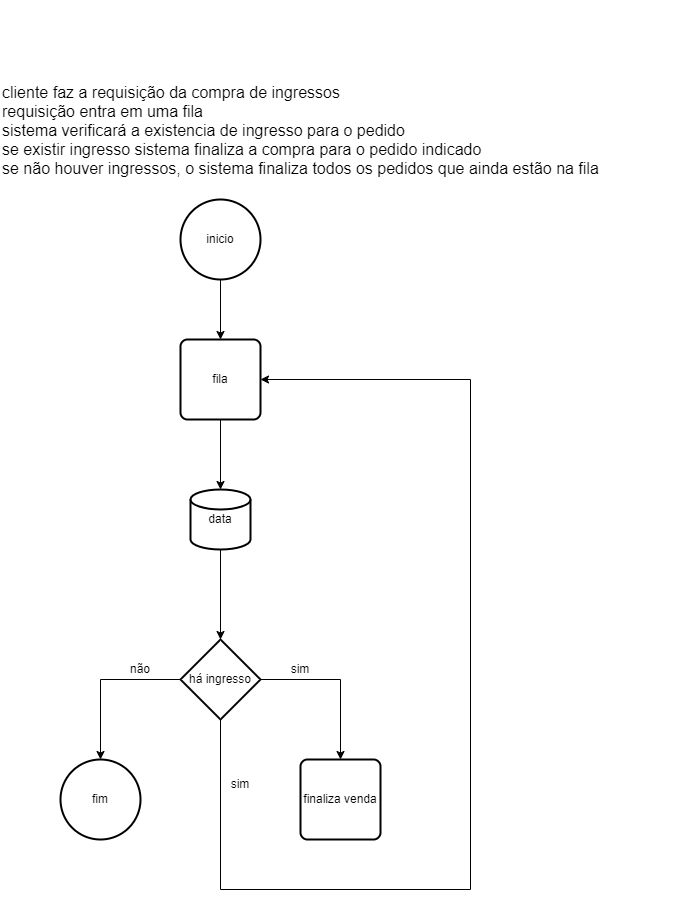 cliente faz a requisição da compra de ingressos
requisição entra em uma fila
sistema verificará a existencia de ingresso para o pedido
se existir ingresso sistema finaliza a compra para o pedido indicado
se não houver ingressos, o sistema finaliza todos os pedidos que ainda estão na fila
inicio
fila
data
não
sim
há ingresso
sim
fim
finaliza venda